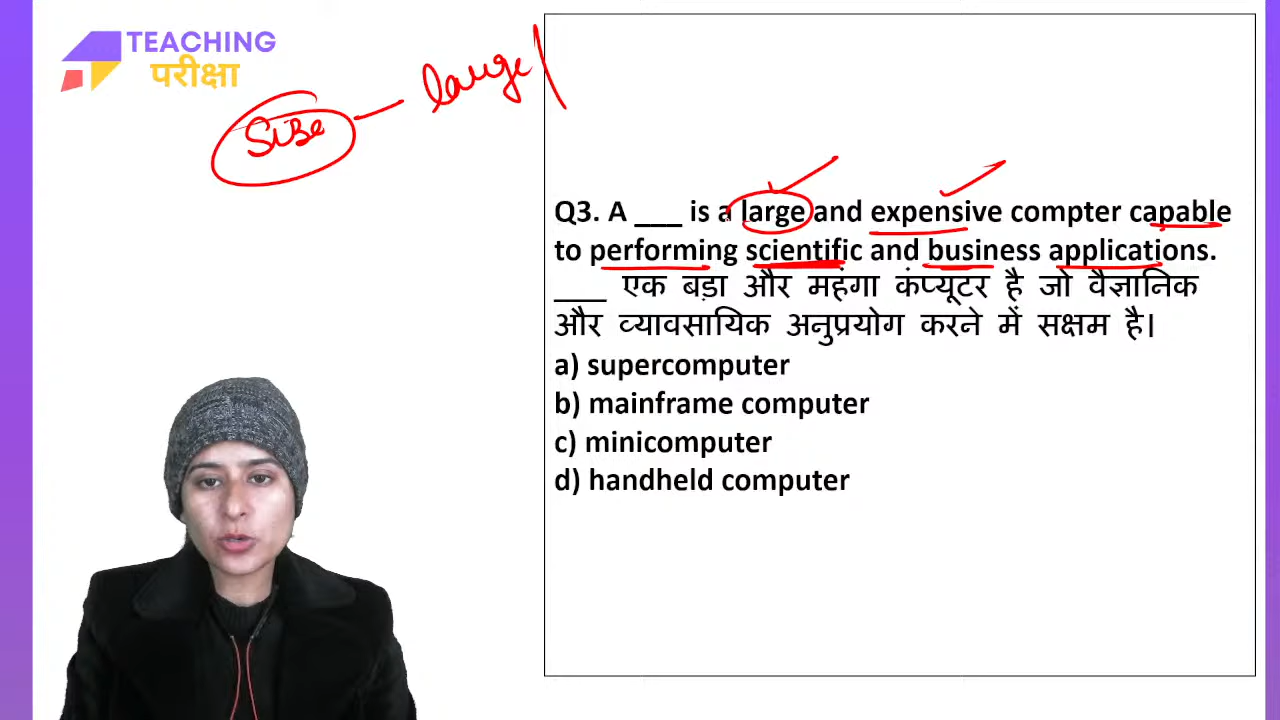 TEACHING
परीक्षा
Size
large
Q3. A ___ is a large and expensive compter capable
to performing scientific and business applications.
___ एक बड़ा और महंगा कंप्यूटर है जो वैज्ञानिक
और व्यावसायिक अनुप्रयोग करने में सक्षम है।
a) supercomputer
b) mainframe computer
c) minicomputer
d) handheld computer